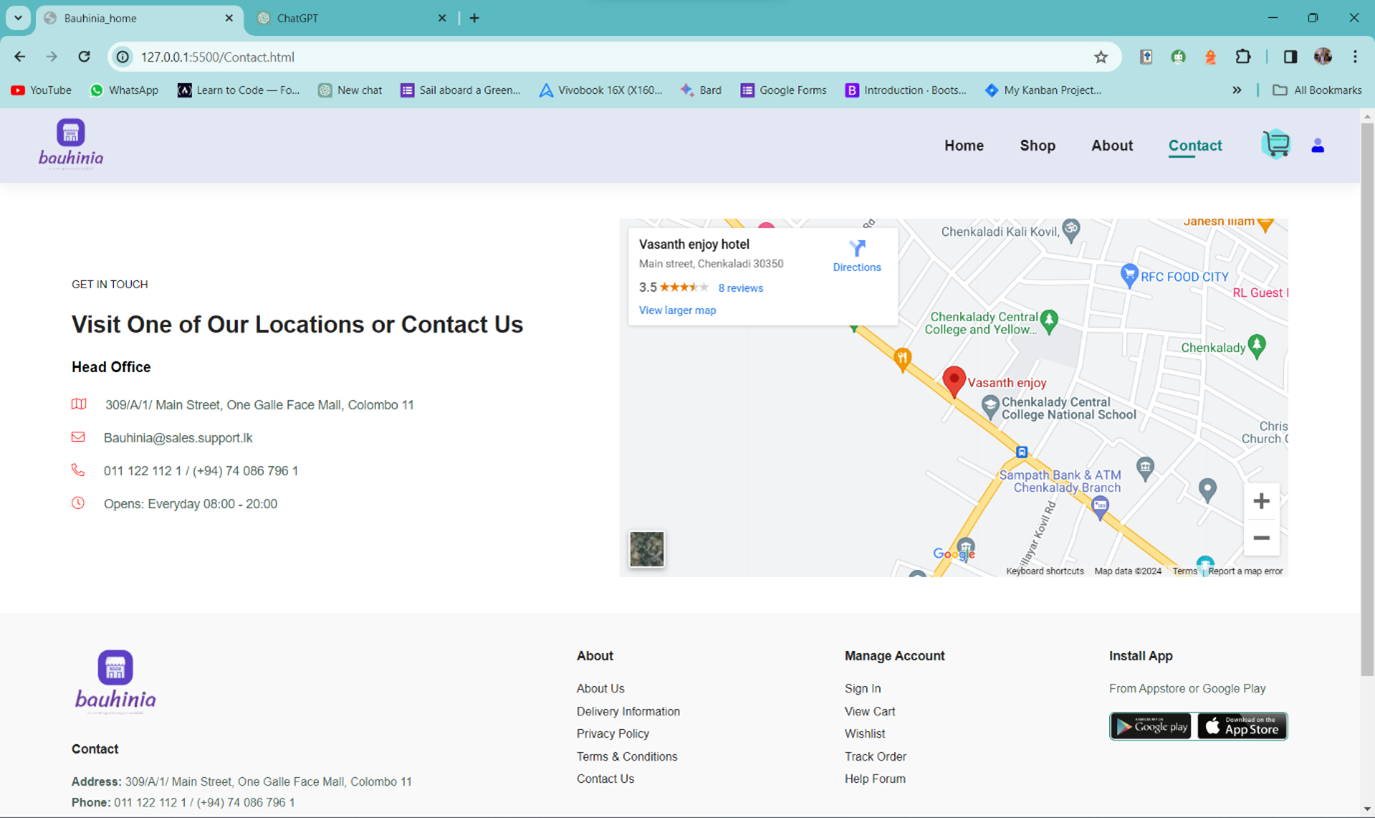 Bauhinia_home
ChatGPT
127.0.0.1:5500/Contact.html
YouTube
WhatsApp
Learn to Code — Fo...
New chat
Sail aboard a Green...
Vivobook 16X (X160...
Bard
Google Forms
Introduction · Boots...
My Kanban Project...
All Bookmarks
bauhinia
Home
Shop
About
Contact
GET IN TOUCH
Visit One of Our Locations or Contact Us
Head Office
309/A/1/ Main Street, One Galle Face Mall, Colombo 11
Bauhinia@sales.support.lk
011 122 112 1 / (+94) 74 086 796 1
Opens: Everyday 08:00 - 20:00
Vasanth enjoy hotel
Main street, Chenkaladi 30350
3.5
8 reviews
View larger map
Directions
Rd
Chenkaladi Kali Kovil,
Janesh Illam
RFC FOOD CITY
RL Guest
Chenkalady Central
College and Yellow...
Chenkalady
Vasanth enjoy
Chenkalady Central
College National School
Chris
Church
Sampath Bank & ATM
Chenkalady Branch
illayar Kovil Rd
Google
Keyboard shortcuts
Map data ©2024
Terms
Report a map error
bauhinia
Contact
Address: 309/A/1/ Main Street, One Galle Face Mall, Colombo 11
Phone: 011 122 112 1 / (+94) 74 086 796 1
About
About Us
Delivery Information
Privacy Policy
Terms & Conditions
Contact Us
Manage Account
Sign In
View Cart
Wishlist
Track Order
Help Forum
Install App
From Appstore or Google Play
Google play
Download on the
App Store